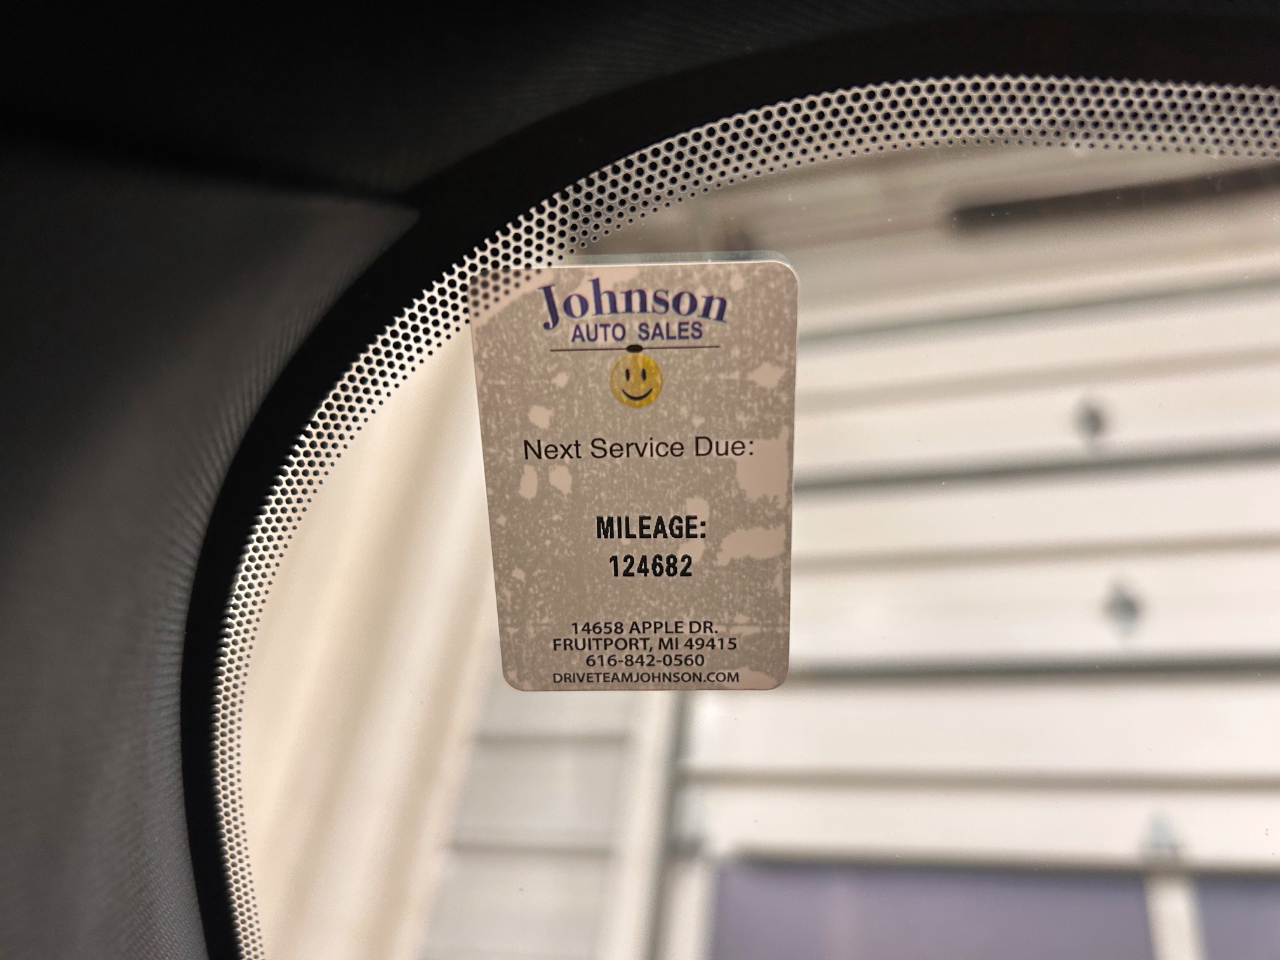 Johnson
AUTO SALES
Next Service Due:
MILEAGE:
124682
14658 APPLE DR.
FRUITPORT, MI 49415
616-842-0560
DRIVETEAMJOHNSON.COM